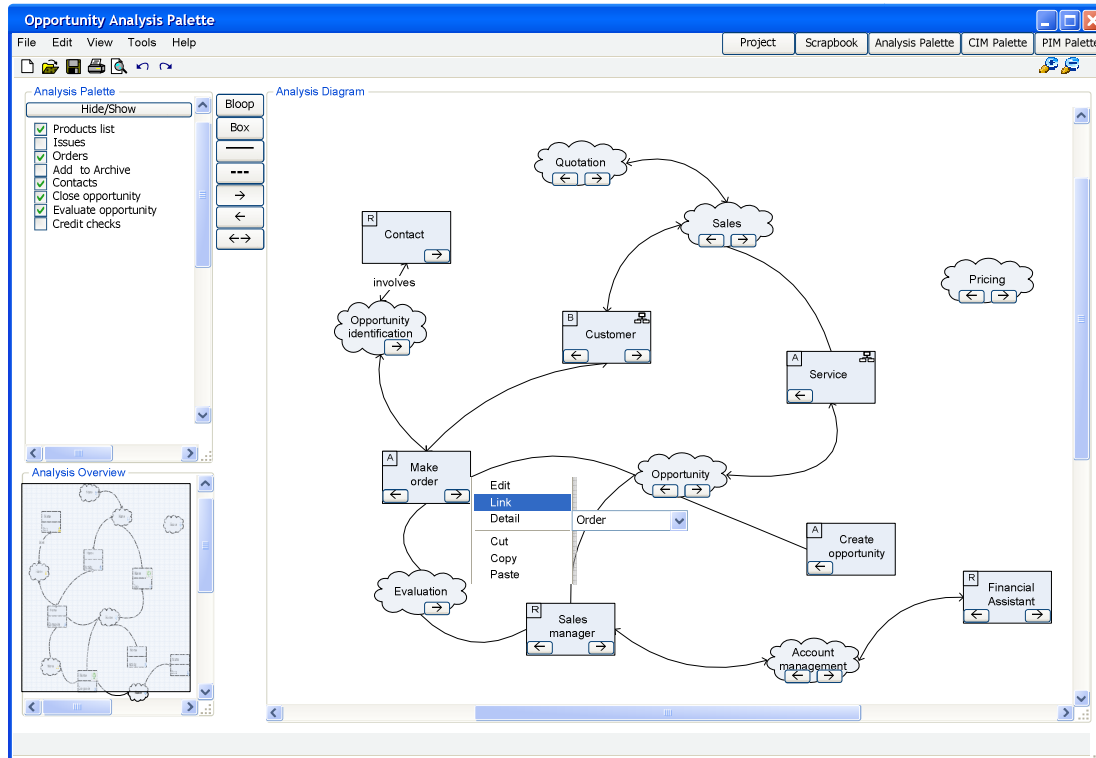 Opportunity Analysis Palette
File Edit View Tools Help
Project Scrapbook Analysis Palette CIM Palette PIM Palette
Analysis Palette
Hide/Show
Products list
Issues
Orders
Add to Archive
Contacts
Close opportunity
Evaluate opportunity
Credit checks
Bloop
Box
Analysis Overview
Analysis Diagram
Quotation
Sales
R
Contact
involves
Pricing
Opportunity
identification
B
Customer
A
Service
A
Make
order
Opportunity
Edit
Link
Detail
Order
Cut
Copy
Paste
A
Create
opportunity
Evaluation
R
Sales
manager
R
Financial
Assistant
Account
management